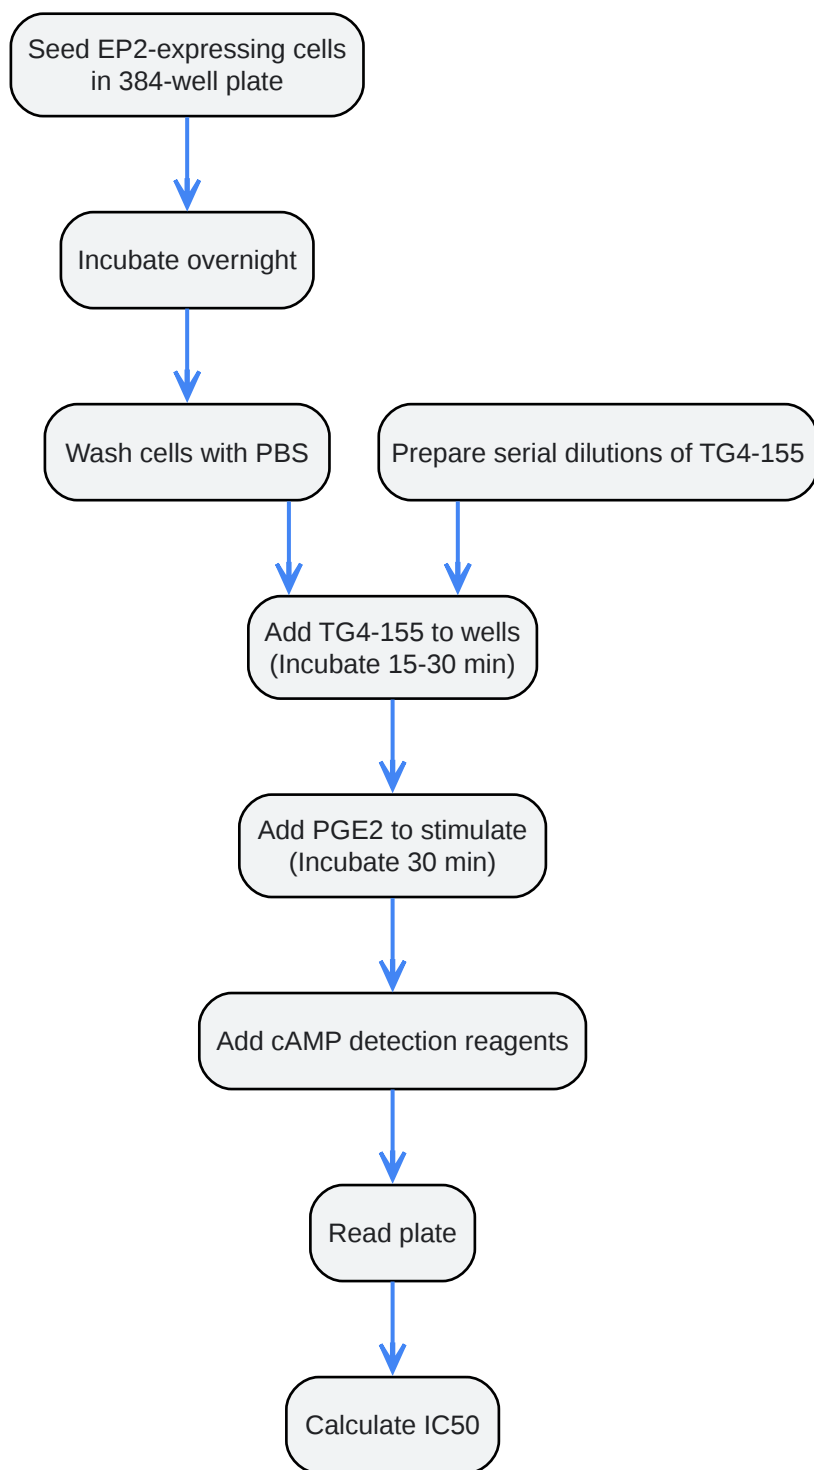 Seed EP2-expressing cells
in 384-well plate
Incubate overnight
Wash cells with PBS
Prepare serial dilutions of TG4-155
Add TG4-155 to wells
(Incubate 15-30 min)
Add PGE2 to stimulate
(Incubate 30 min)
Add cAMP detection reagents
Read plate
Calculate IC50